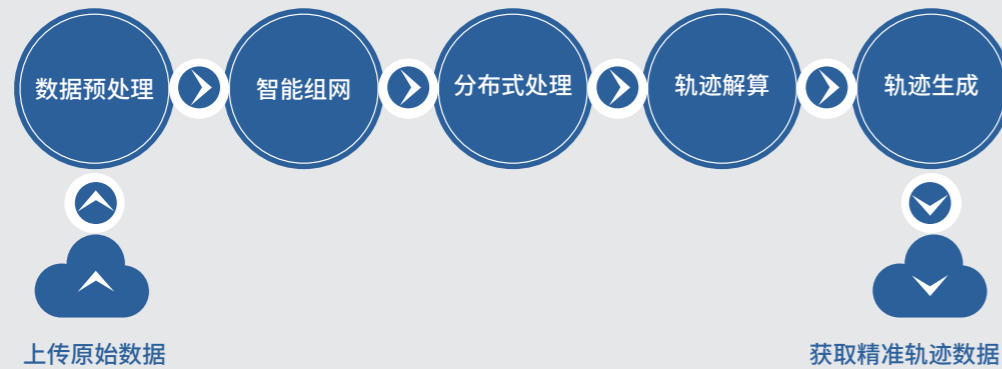 数据预处理
智能组网
分布式处理
轨迹解算
轨迹生成
上传原始数据
获取精准轨迹数据